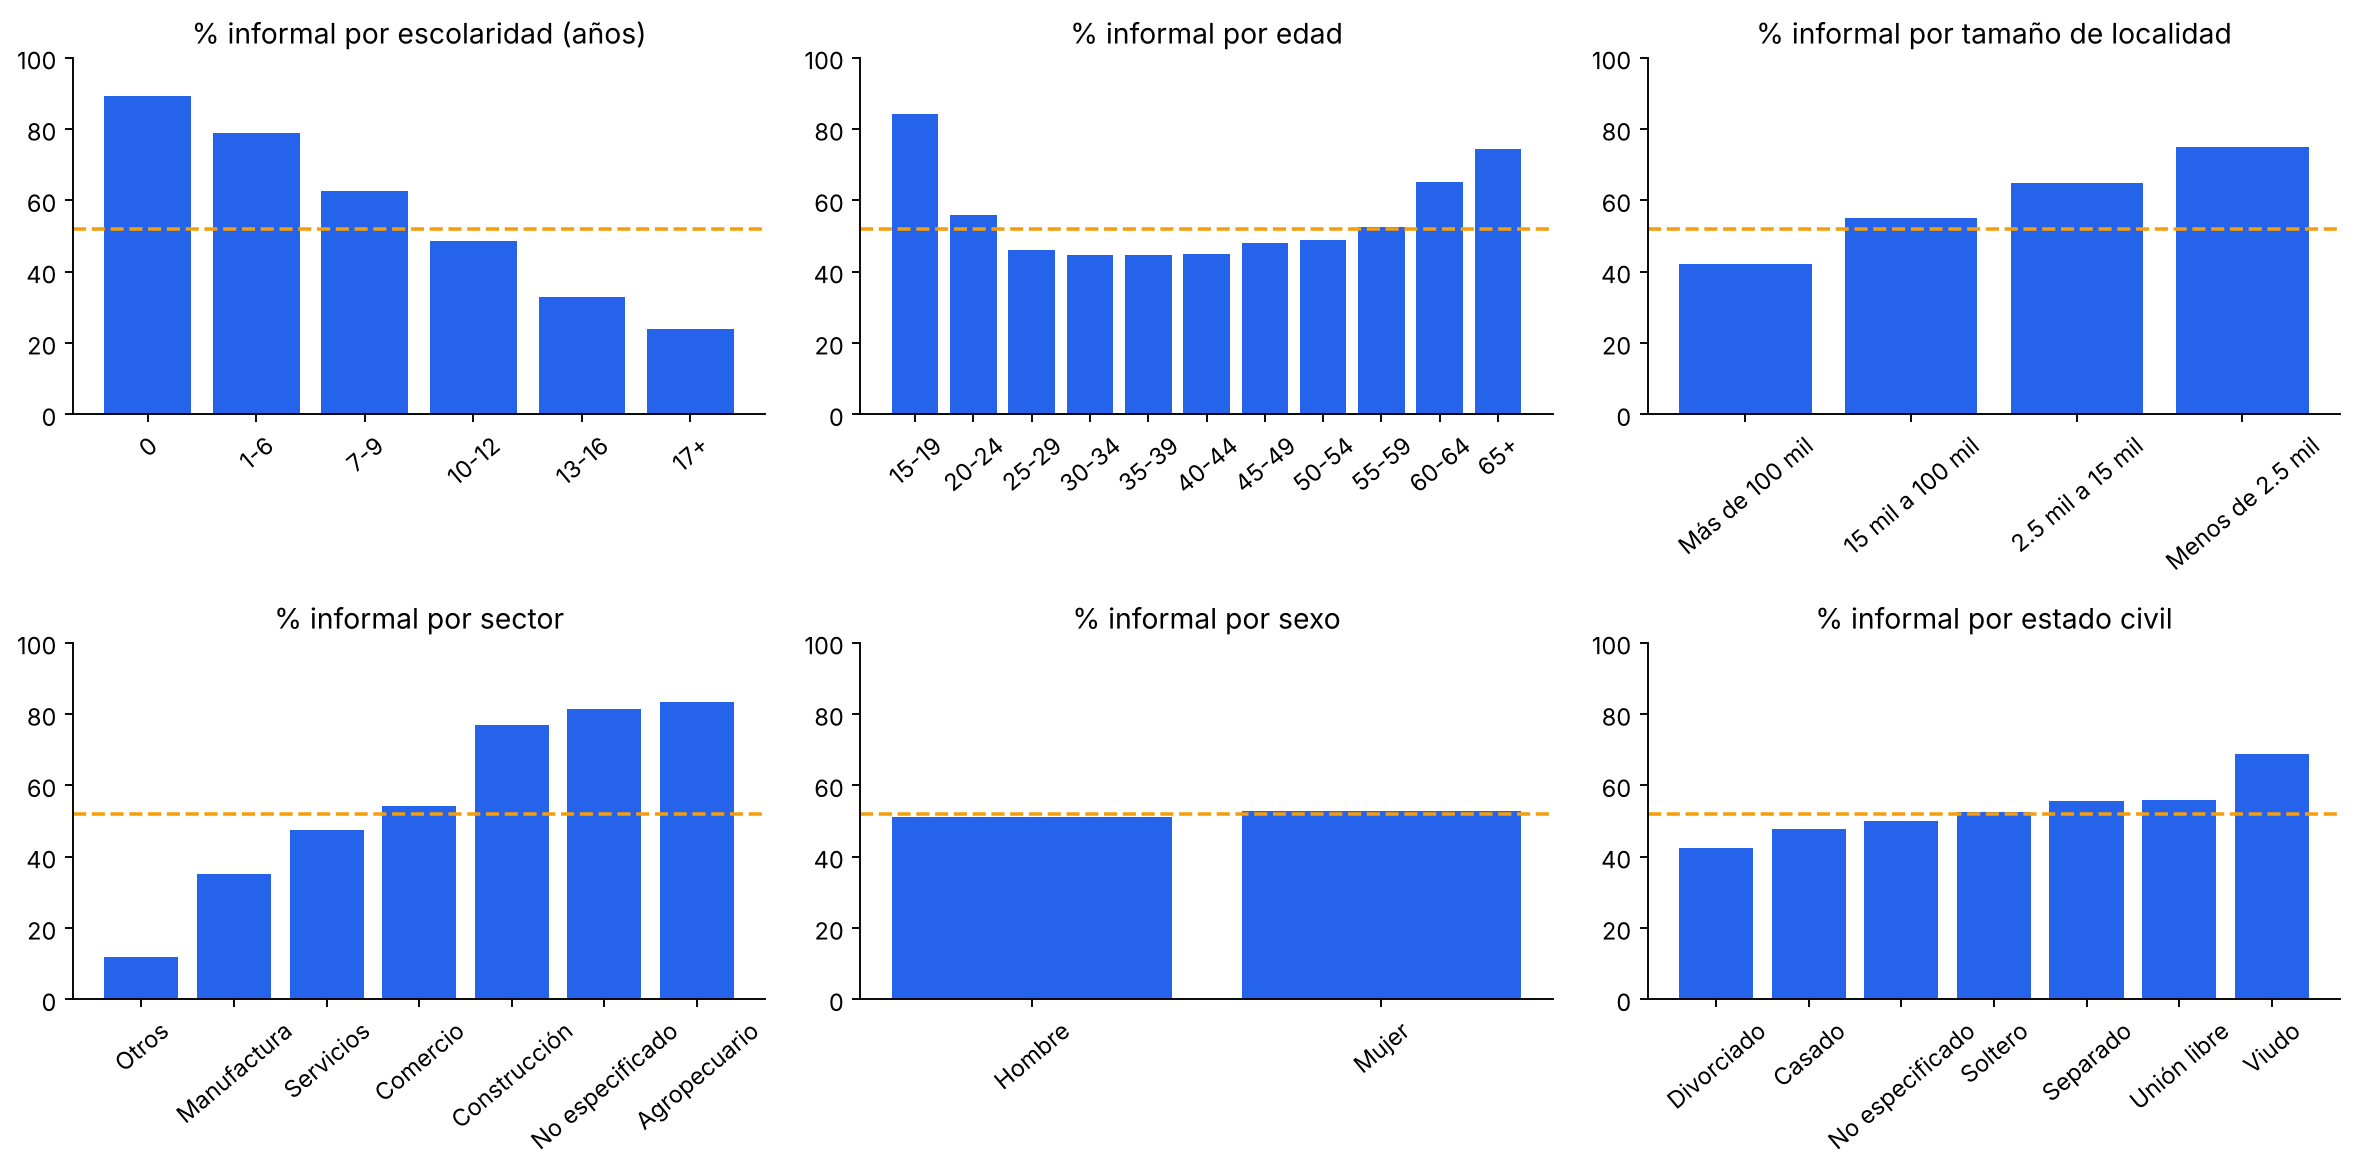 % informal por escolaridad (años)
100
80
60
40
20
0
0
1-6
7-9
10-12
13-16
17+
% informal por edad
100
80
60
40
20
0
15-19
20-24
25-29
30-34
35-39
40-44
45-49
50-54
55-59
60-64
65+
% informal por tamaño de localidad
100
80
60
40
20
0
Más de 100 mil
15 mil a 100 mil
2.5 mil a 15 mil
Menos de 2.5 mil
% informal por sector
100
80
60
40
20
0
Otros
Manufactura
Servicios
Comercio
Construcción
No especificado
Agropecuario
% informal por sexo
100
80
60
40
20
0
Hombre
Mujer
% informal por estado civil
100
80
60
40
20
0
Divorciado
Casado
No especificado
Soltero
Separado
Unión libre
Viudo